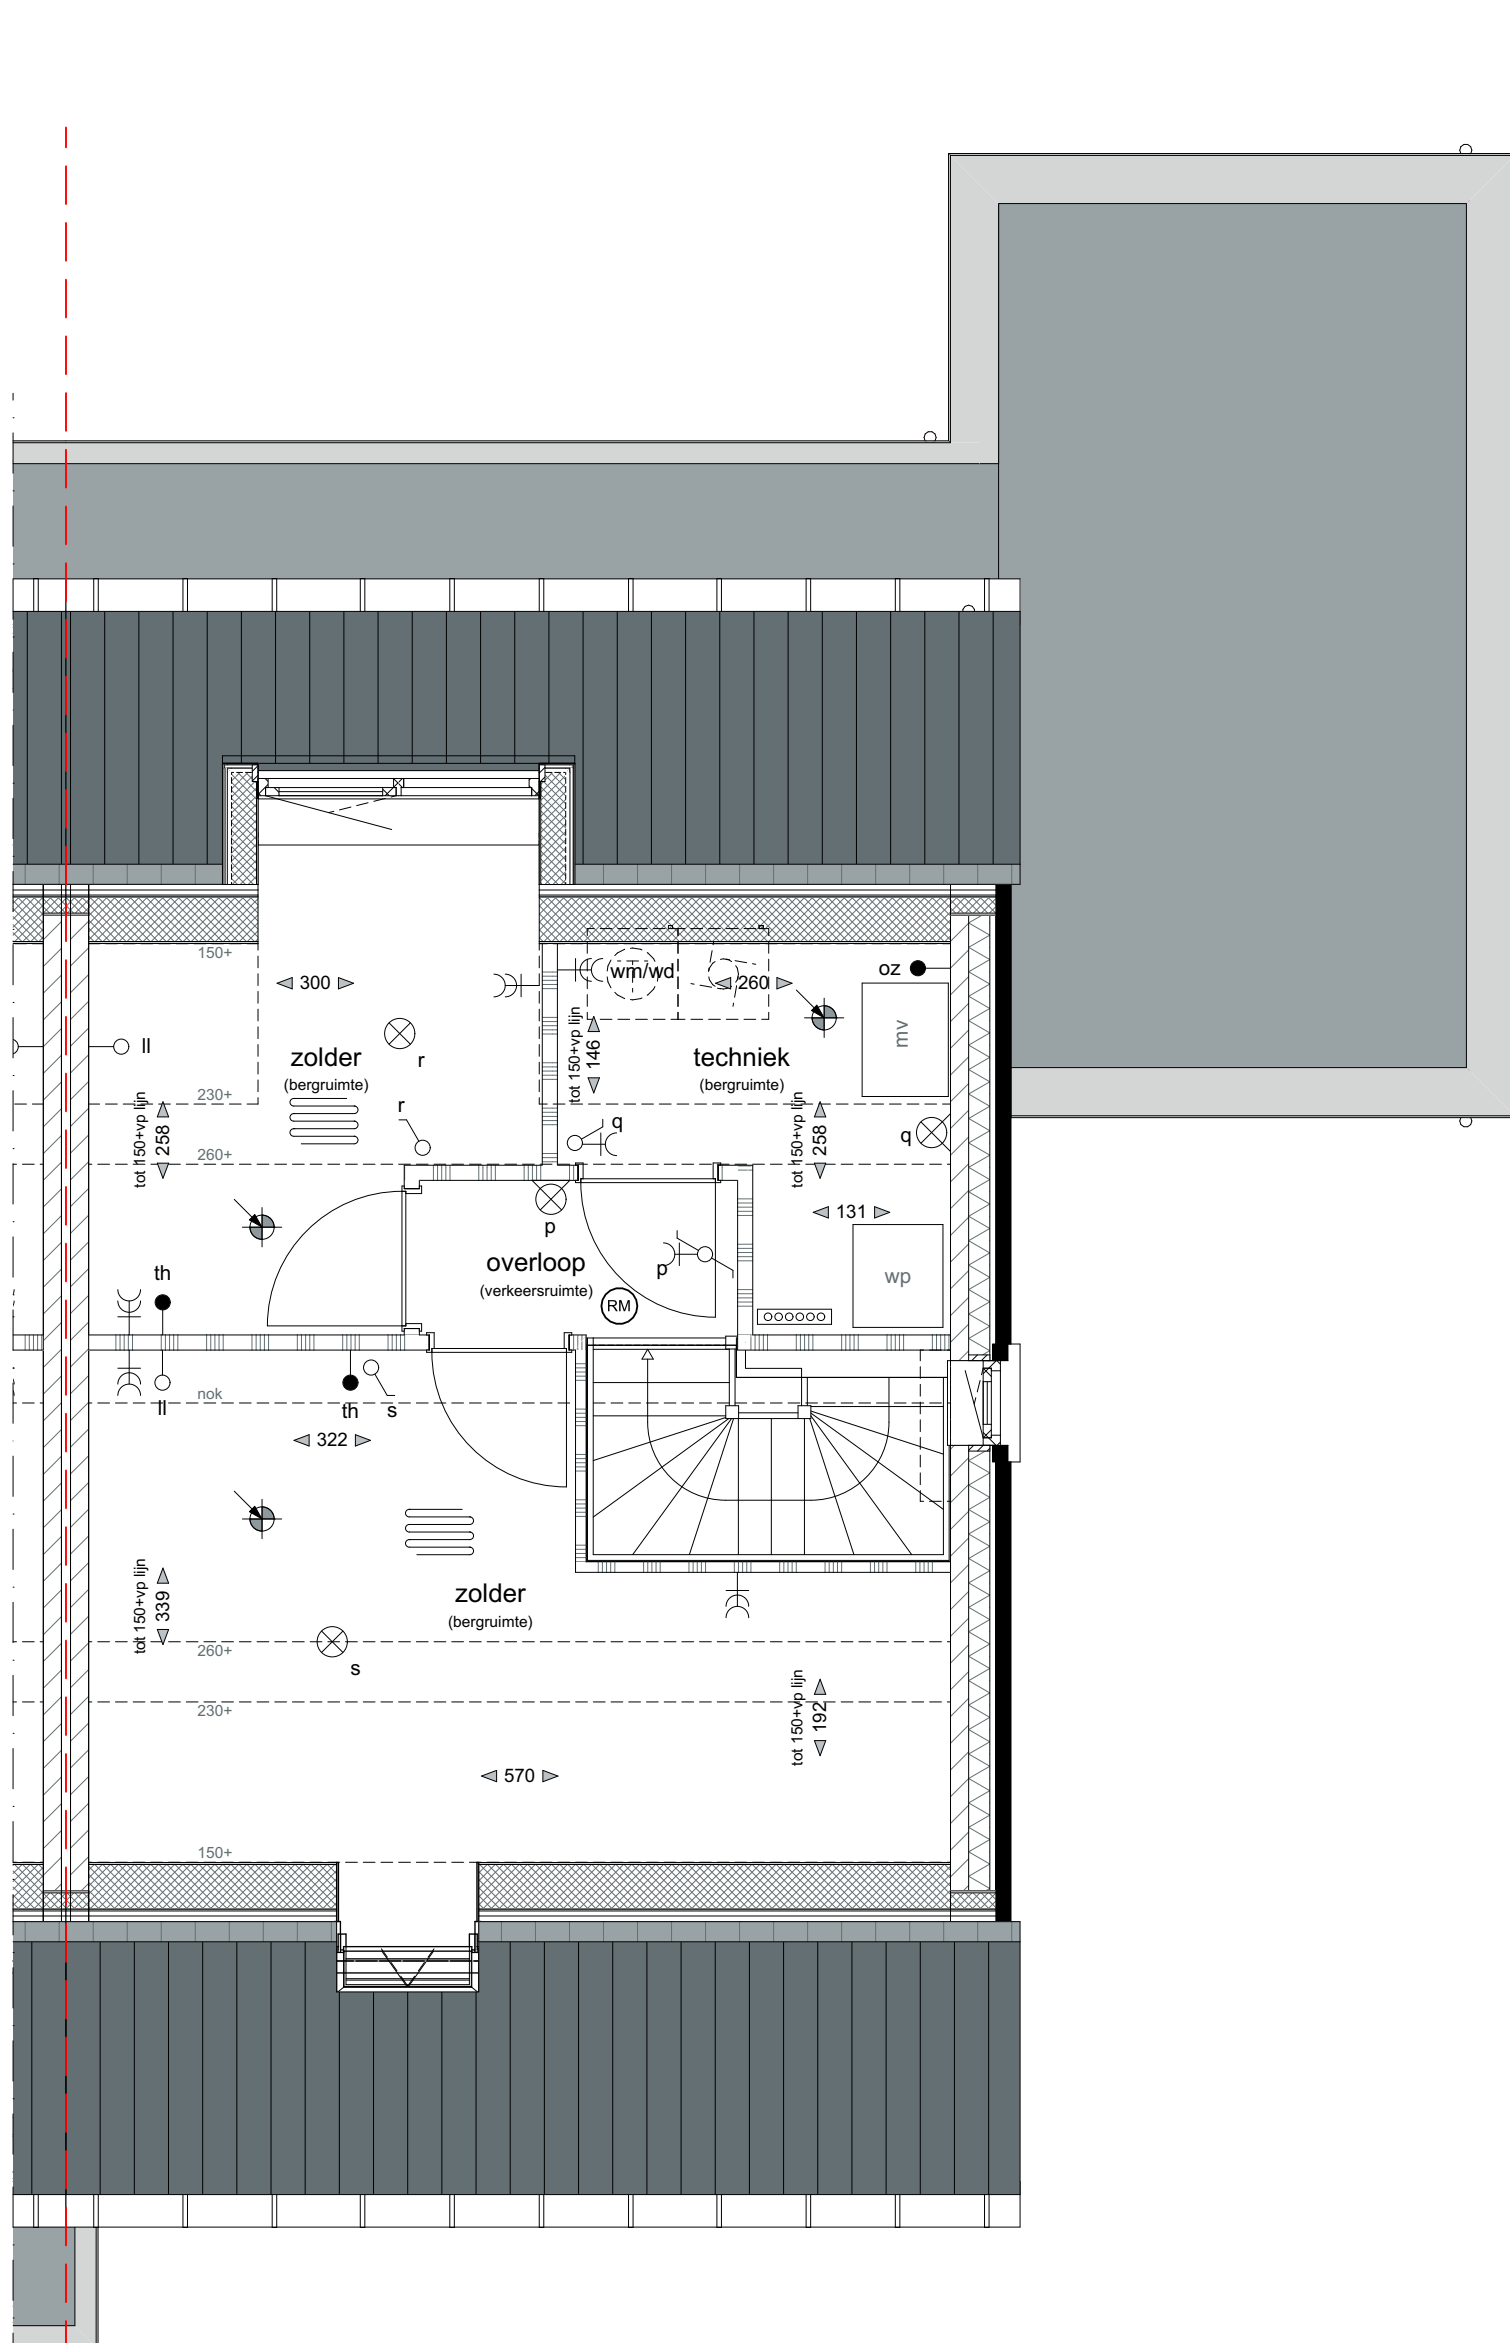 150+
300
wm/wd
260
oz
mv
ll
zolder
(bergruimte)
r
r
tot 150+vp lijn
146
techniek
(bergruimte)
230+
tot 150+vp lijn
258
260+
q
q
tot 150+vp lijn
258
131
p
overloop
(verkeersruimte)
p
RM
wp
th
nok
ll
th
s
322
tot 150+vp lijn
339
zolder
(bergruimte)
260+
s
230+
tot 150+vp lijn
192
570
150+